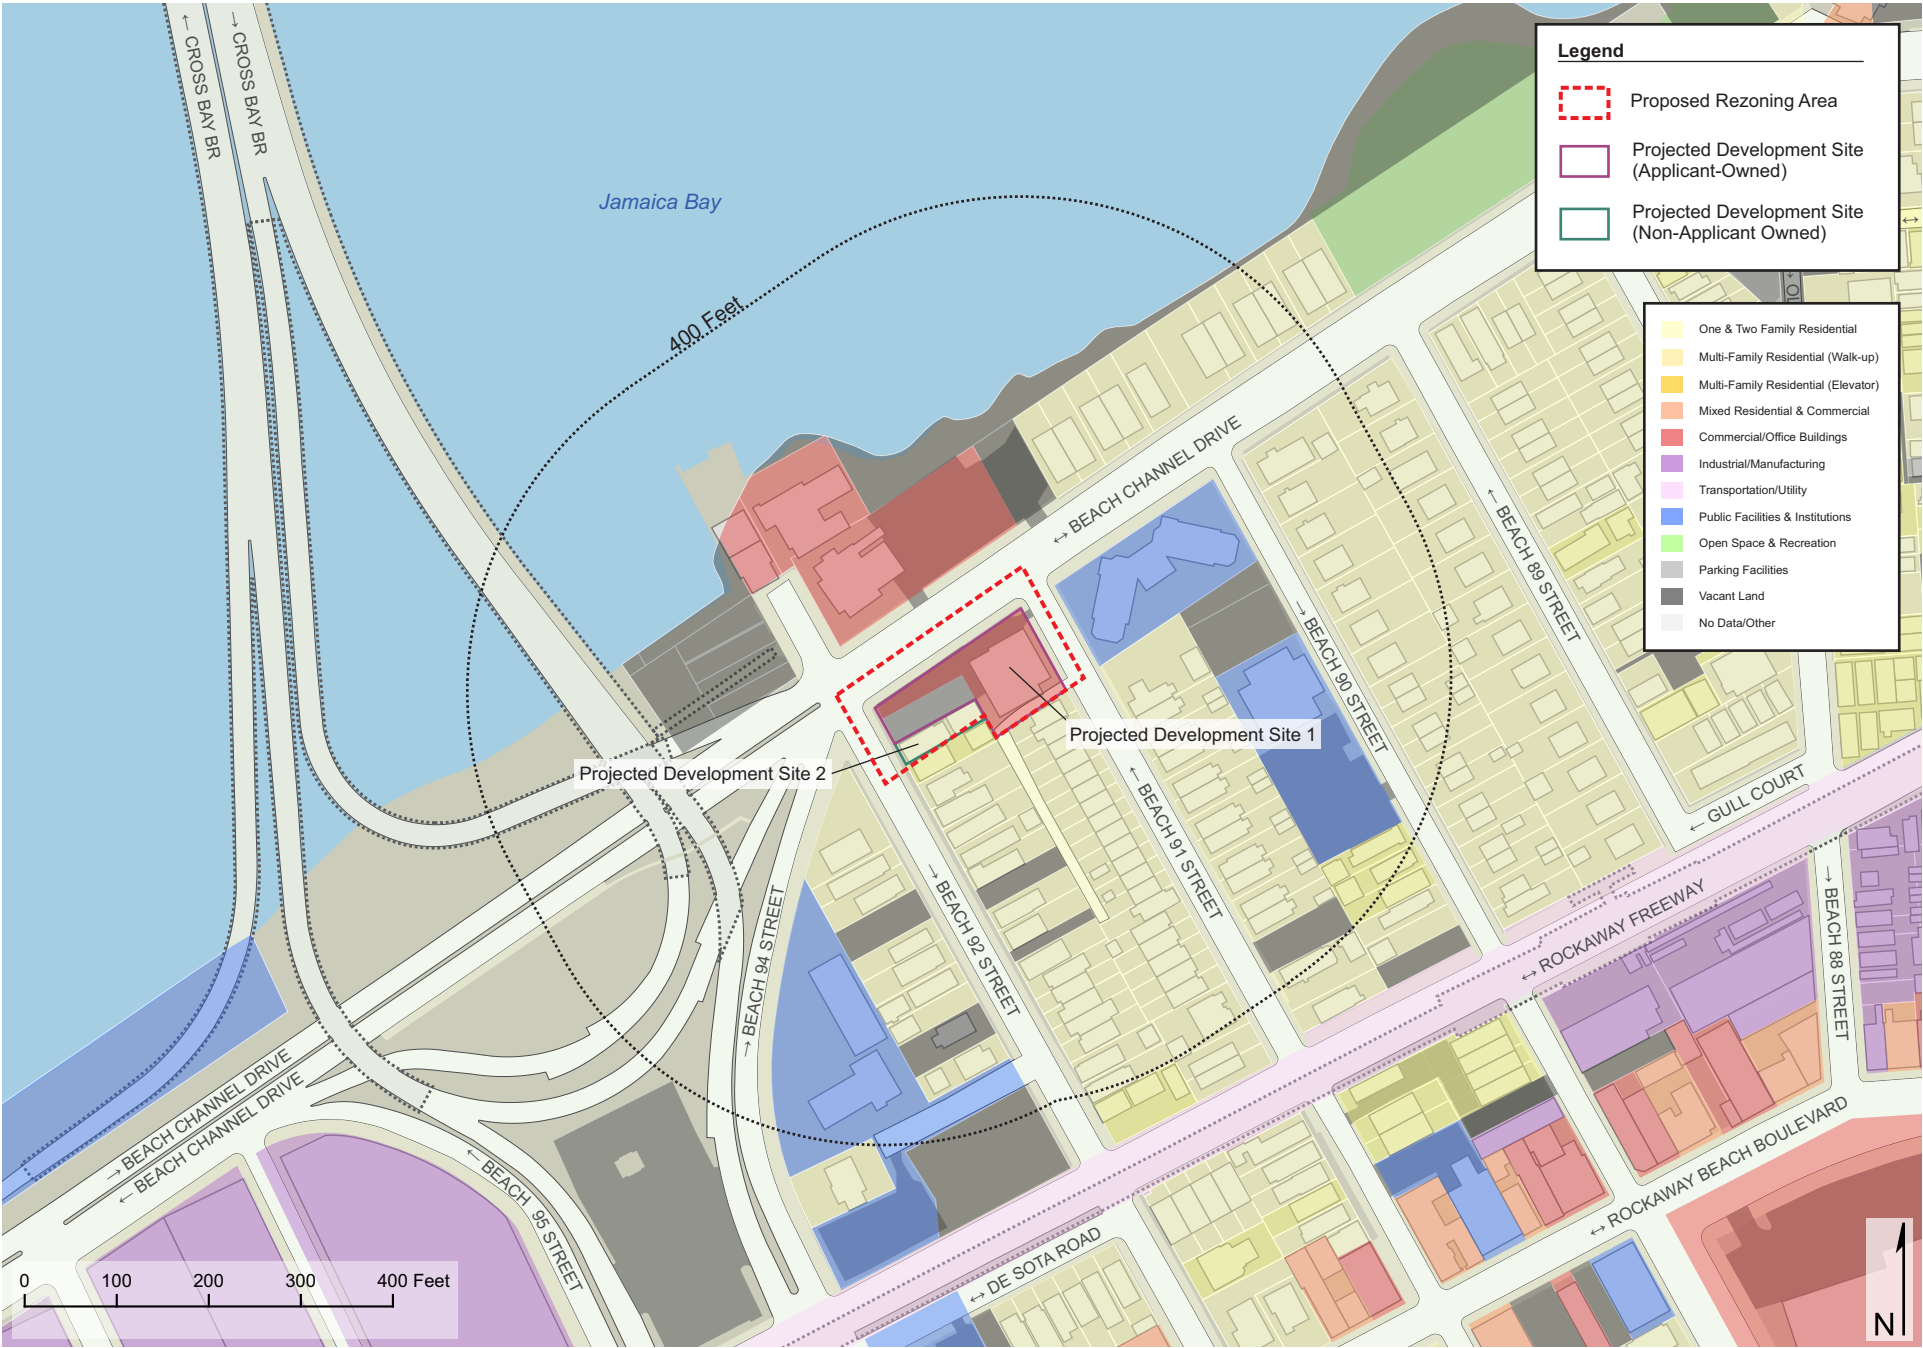 ← CROSS BAY BR
→ CROSS BAY BR
Jamaica Bay
400 Feet
Legend
Proposed Rezoning Area
Projected Development Site
(Applicant-Owned)
Projected Development Site
(Non-Applicant Owned)
One & Two Family Residential
Multi-Family Residential (Walk-up)
Multi-Family Residential (Elevator)
Mixed Residential & Commercial
Commercial/Office Buildings
Industrial/Manufacturing
Transportation/Utility
Public Facilities & Institutions
Open Space & Recreation
Parking Facilities
Vacant Land
No Data/Other
↔ BEACH CHANNEL DRIVE
← BEACH 89 STREET
→ BEACH 90 STREET
Projected Development Site 1
Projected Development Site 2
← BEACH 91 STREET
← GULL COURT
→ BEACH 92 STREET
→ BEACH 94 STREET
↔ ROCKAWAY FREEWAY
→ BEACH 88 STREET
→ BEACH CHANNEL DRIVE
← BEACH CHANNEL DRIVE
← BEACH 95 STREET
↔ ROCKAWAY BEACH BOULEVARD
↔ DE SOTA ROAD
0 100 200 300 400 Feet
N